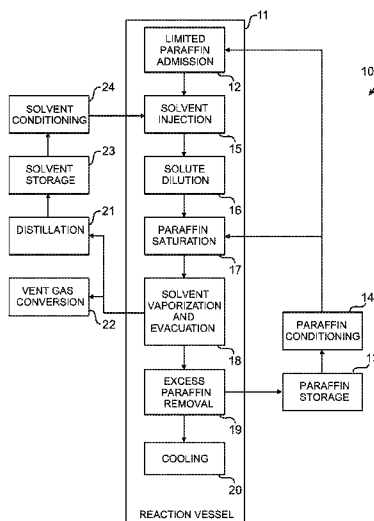 11
LIMITED
PARAFFIN
ADMISSION
12
10
24
SOLVENT
CONDITIONING
SOLVENT
INJECTION
15
23
SOLVENT
STORAGE
SOLUTE
DILUTION
16
21
DISTILLATION
PARAFFIN
SATURATION
17
VENT GAS
CONVERSION
22
SOLVENT
VAPORIZATION
AND
EVACUATION
18
14
PARAFFIN
CONDITIONING
EXCESS
PARAFFIN
REMOVAL
19
PARAFFIN
STORAGE
COOLING
20
REACTION VESSEL